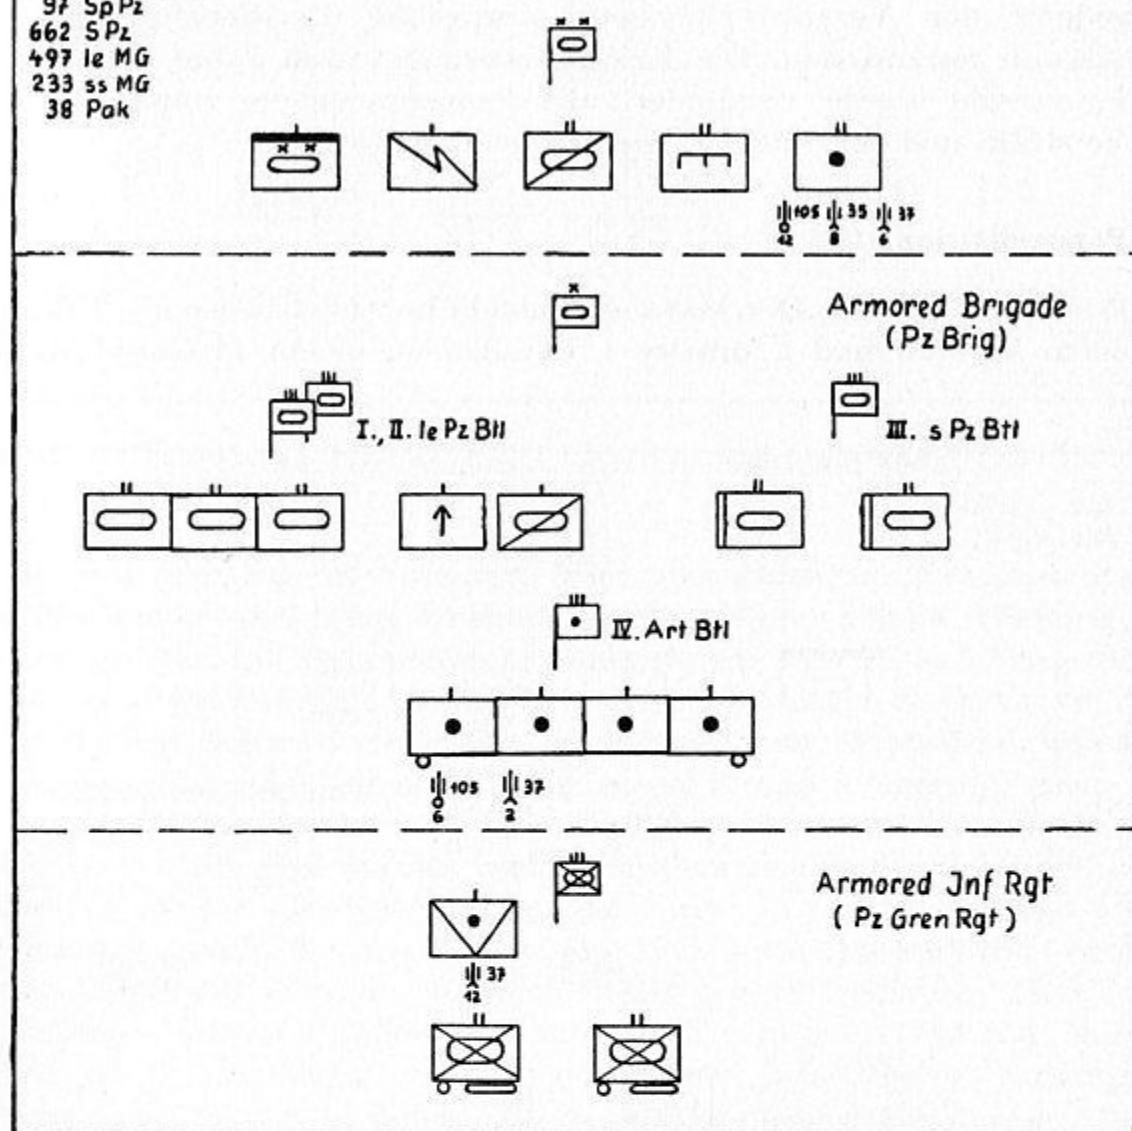 97 SpPz
662 SPz
497 le MG
233 ss MG
38 Pak
105 35 37
12 8 6
Armored Brigade
(Pz Brig)
I., II. le Pz Btl
III. s Pz Btl
IV. Art Btl
105 37
6 2
Armored Jnf Rgt
(Pz Gren Rgt)
37
12